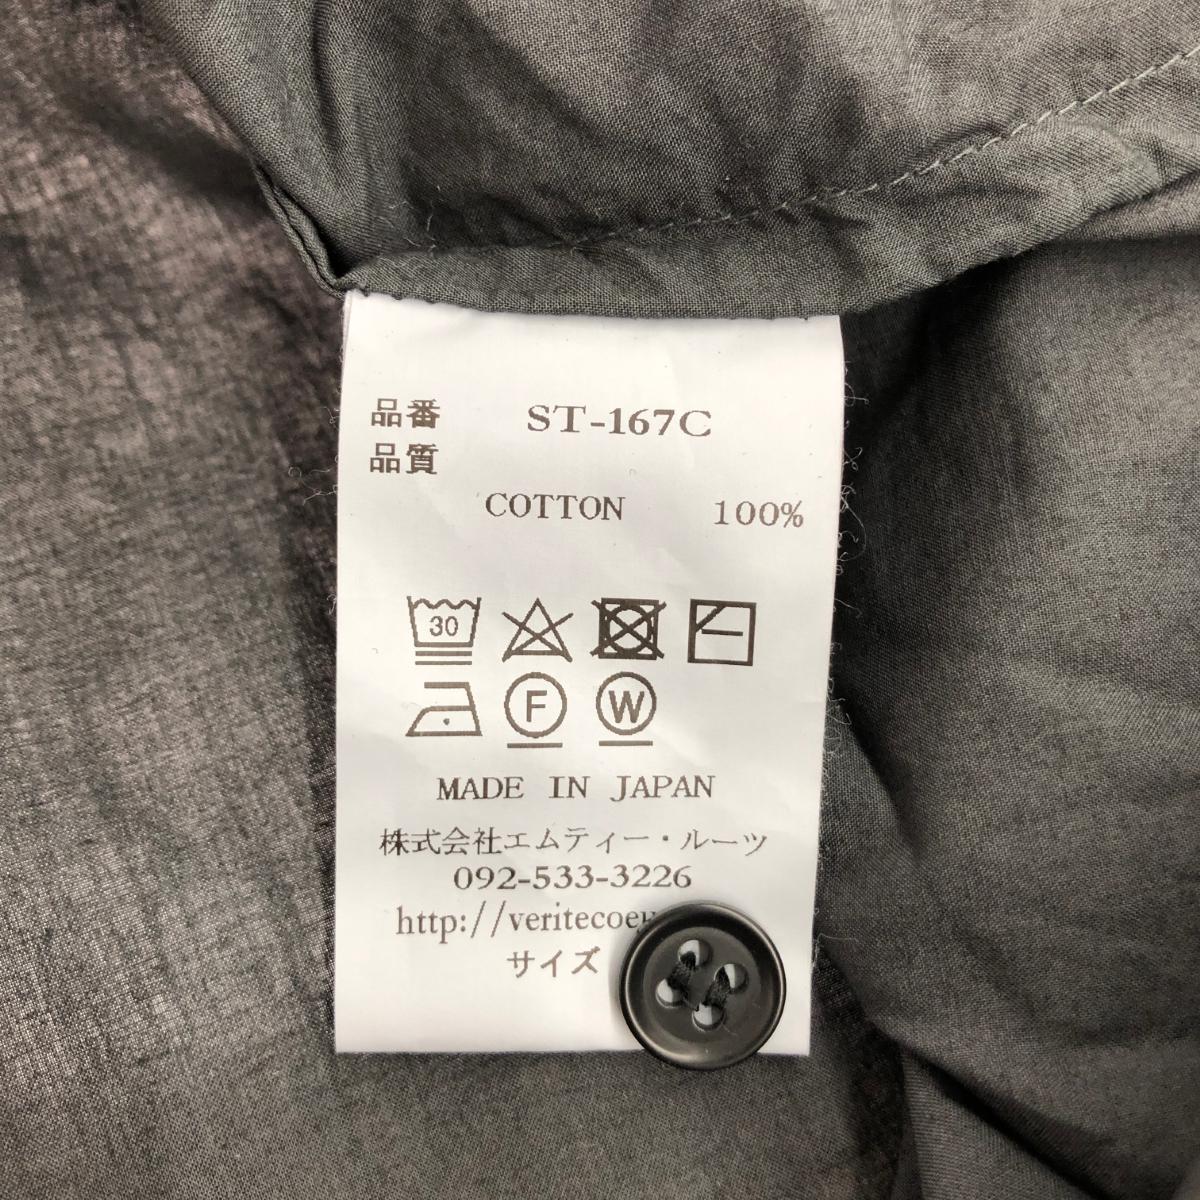 品番 ST-167C
品質
COTTON 100%
30
F W
MADE IN JAPAN
株式会社エムティー・ルーツ
092-533-3226
http://veritecoeu
サイズ